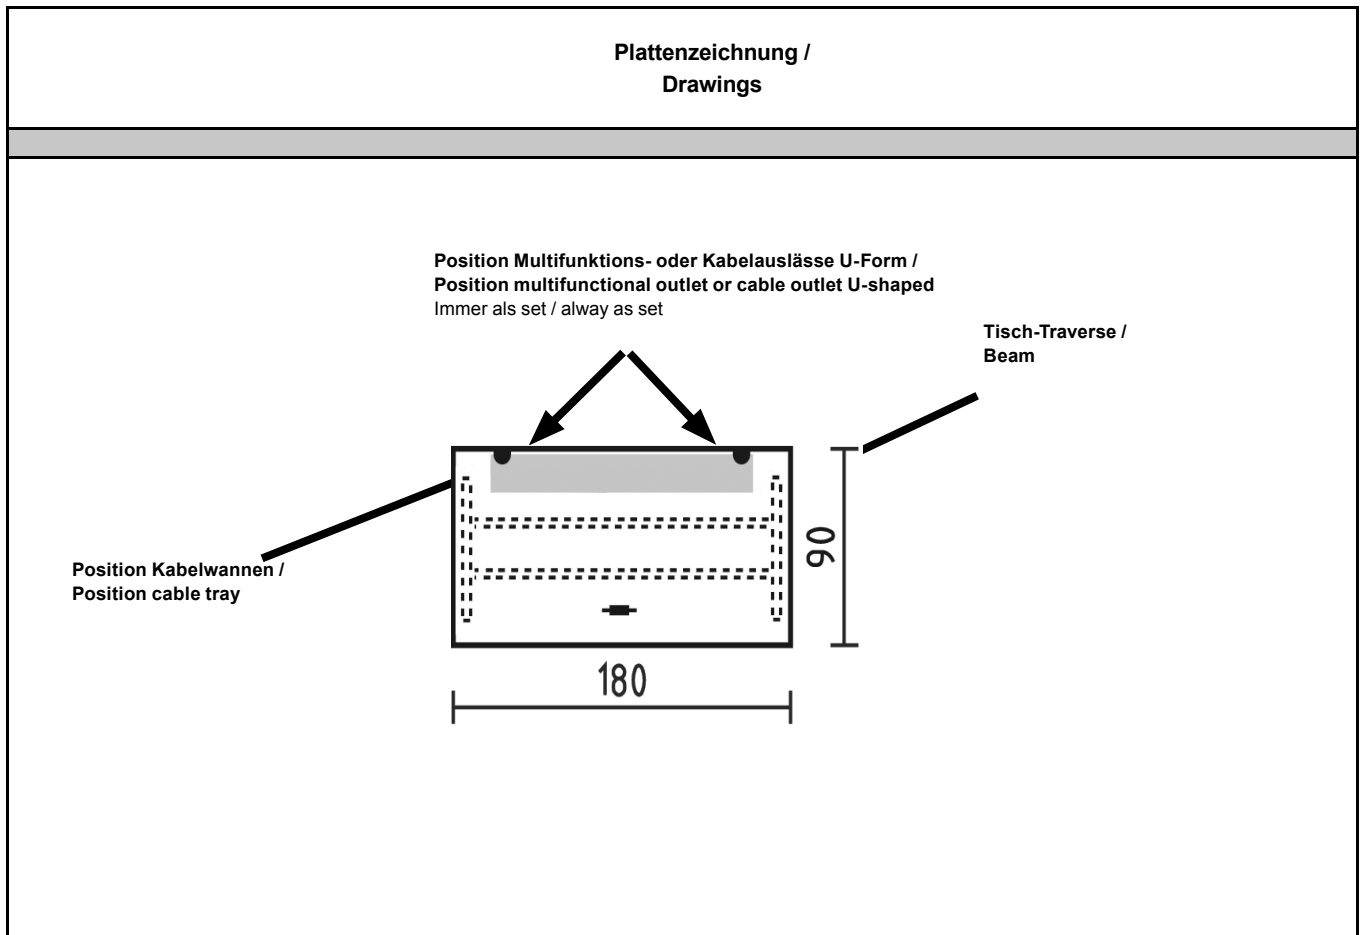 Plattenzeichnung /
Drawings
Position Multifunktions- oder Kabelauslässe U-Form /
Position multifunctional outlet or cable outlet U-shaped
Immer als set / alway as set
Tisch-Traverse /
Beam
Position Kabelwannen /
Position cable tray
90
180